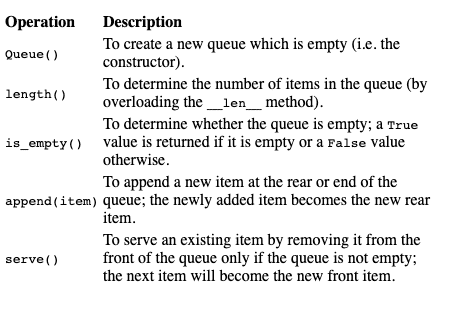 Operation Description
Queue() To create a new queue which is empty (i.e. the
constructor).
length() To determine the number of items in the queue (by
overloading the __len__ method).
To determine whether the queue is empty; a True
is_empty() value is returned if it is empty or a False value
otherwise.
To append a new item at the rear or end of the
append(item) queue; the newly added item becomes the new rear
item.
To serve an existing item by removing it from the
serve() front of the queue only if the queue is not empty;
the next item will become the new front item.